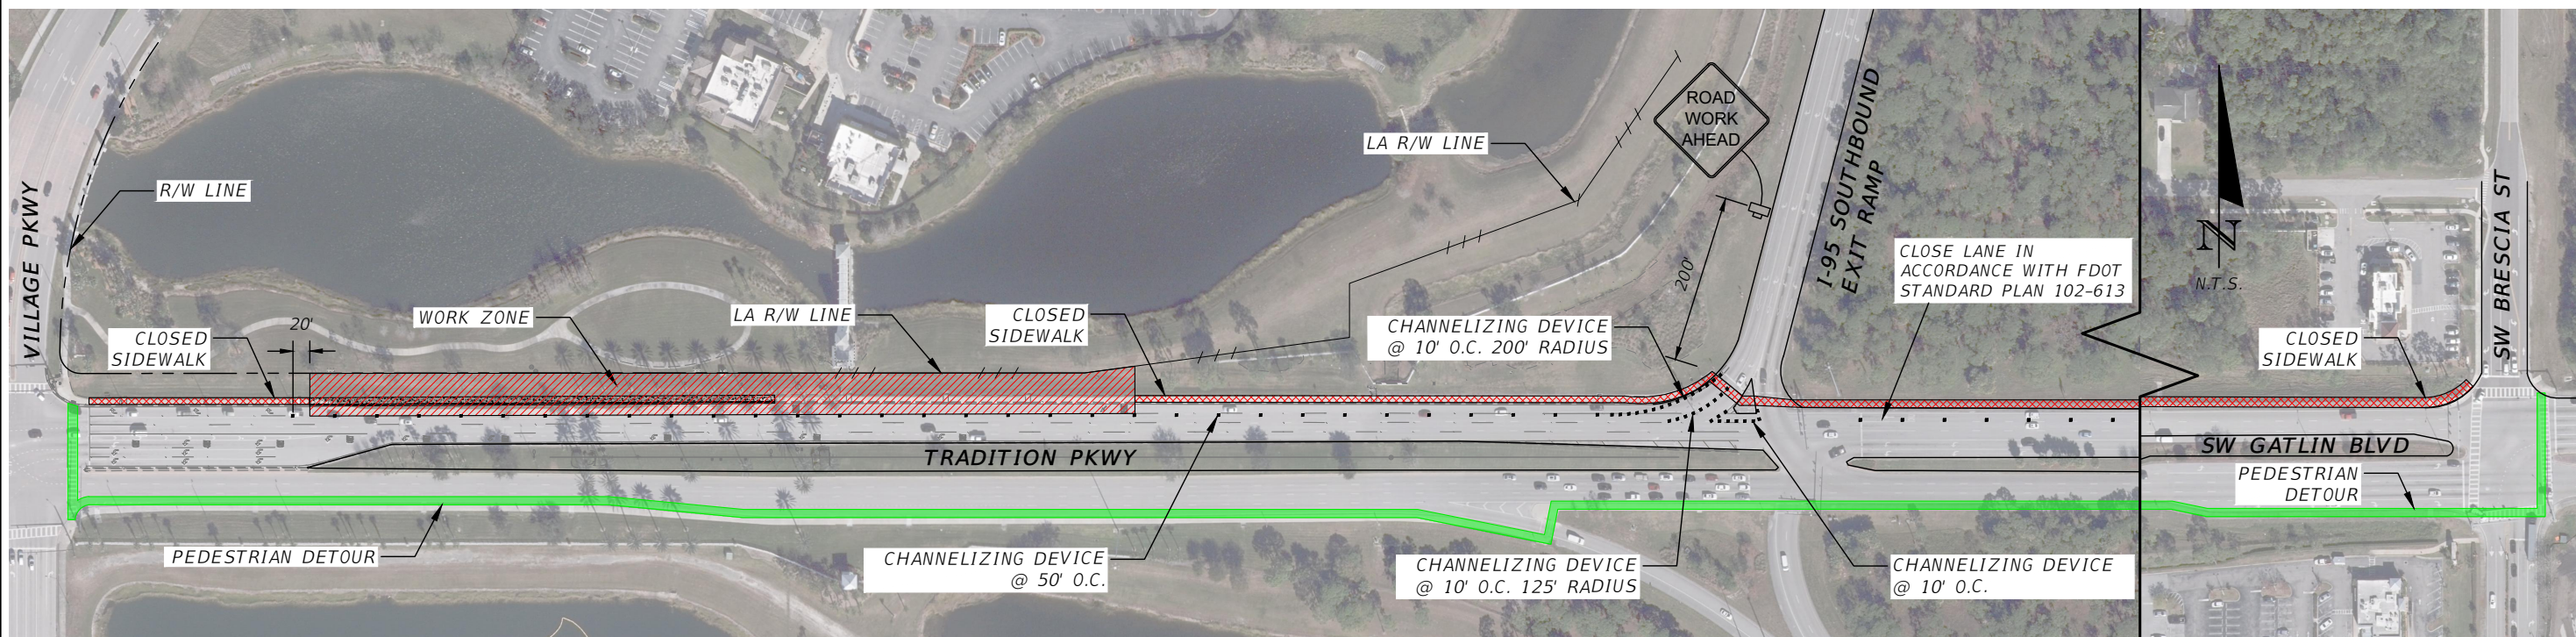 VILLAGE PKWY
R/W LINE
CLOSED
SIDEWALK
20'
WORK ZONE
LA R/W LINE
CLOSED
SIDEWALK
LA R/W LINE
ROAD
WORK
AHEAD
200'
CHANNELIZING DEVICE
@ 10' O.C. 200' RADIUS
I-95 SOUTHBOUND
EXIT RAMP
CLOSE LANE IN
ACCORDANCE WITH FDOT
STANDARD PLAN 102-613
N
N.T.S.
CLOSED
SIDEWALK
SW BRESCIA ST
TRADITION PKWY
SW GATLIN BLVD
PEDESTRIAN
DETOUR
PEDESTRIAN DETOUR
CHANNELIZING DEVICE
@ 50' O.C.
CHANNELIZING DEVICE
@ 10' O.C. 125' RADIUS
CHANNELIZING DEVICE
@ 10' O.C.